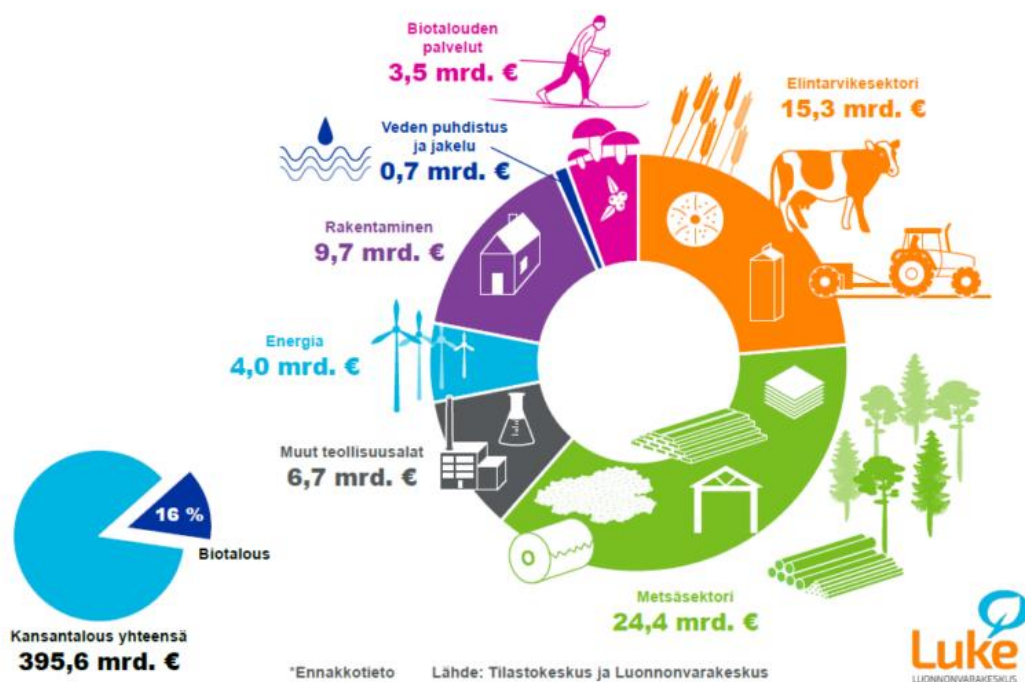 Biotalouden
palvelut
3,5 mrd. €
Elintarvikesektori
15,3 mrd. €
Veden puhdistus
ja jakelu
0,7 mrd. €
Rakentaminen
9,7 mrd. €
Energia
4,0 mrd. €
Muut teollisuusalat
6,7 mrd. €
16 %
Biotalous
Kansantalous yhteensä
395,6 mrd. €
Metsäsektori
24,4 mrd. €
*Ennakkotieto Lähde: Tilastokeskus ja Luonnonvarakeskus
Luke
LUONNONVARAKESKUS